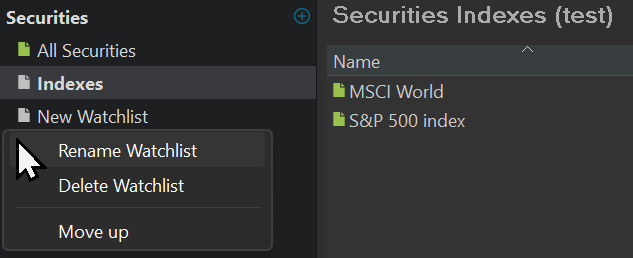 Securities
All Securities
Indexes
New Watchlist
Rename Watchlist
Delete Watchlist
Move up
Securities Indexes (test)
Name
MSCI World
S&P 500 index